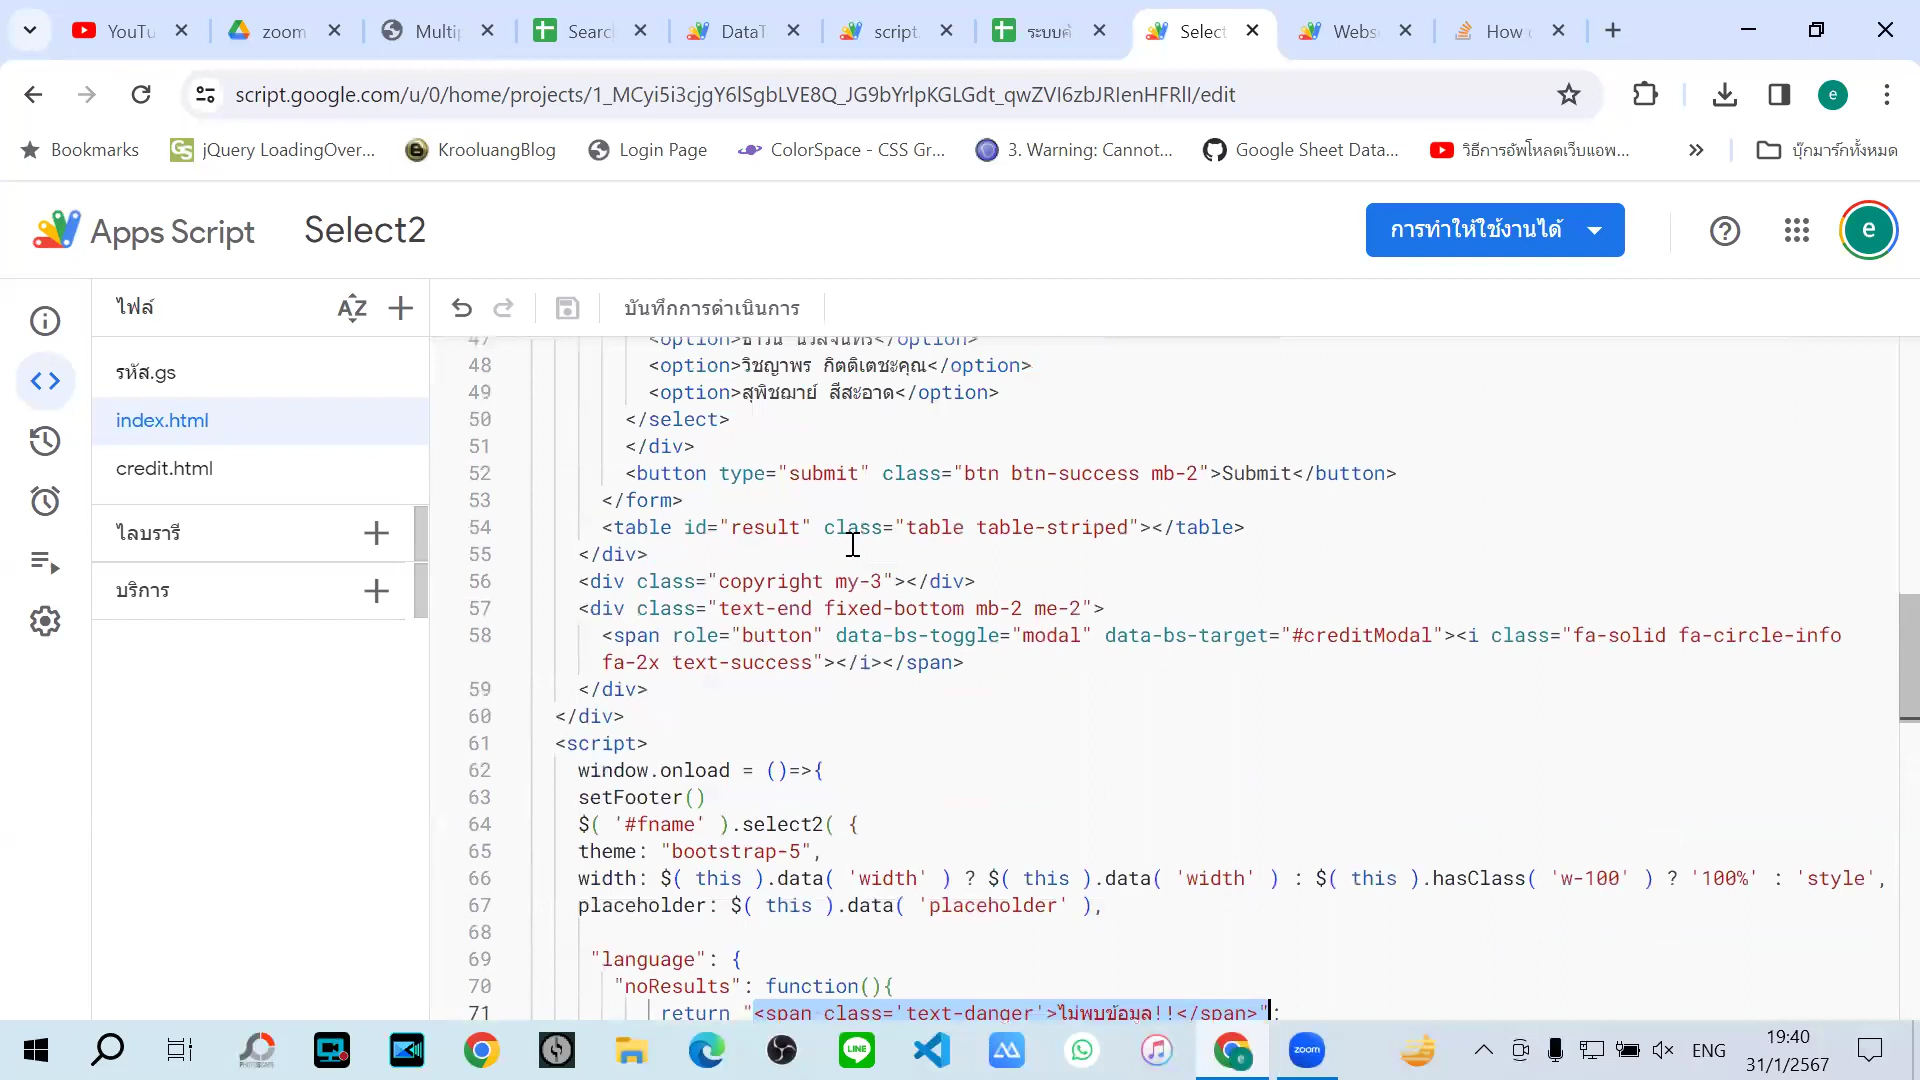 YouTu
zoom
Multi
Searc
DataT
script.
ระบบค้
Select
Webs
How
script.google.com/u/0/home/projects/1_MCyi5i3cjgY6lSgbLVE8Q_JG9bYrlpKGLGdt_qwZVI6zbJRIenHFRlI/edit
e
Bookmarks
jQuery LoadingOver...
KrooluangBlog
Login Page
ColorSpace - CSS Gr...
3. Warning: Cannot...
Google Sheet Data...
วิธีการอัพโหลดเว็บแอพ...
บุ๊กมาร์กทั้งหมด
Apps Script
Select2
การทำให้ใช้งานได้
e
ไฟล์
AZ
บันทึกการดำเนินการ
รหัส.gs
index.html
credit.html
ไลบรารี
บริการ
48 <option>วิชญาพร กิตติเตชะคุณ</option>
49 <option>สุพิชฌาย์ สีสะอาด</option>
50 </select>
51 </div>
52 <button type="submit" class="btn btn-success mb-2">Submit</button>
53 </form>
54 <table id="result" class="table table-striped"></table>
55 </div>
56 <div class="copyright my-3"></div>
57 <div class="text-end fixed-bottom mb-2 me-2">
58 <span role="button" data-bs-toggle="modal" data-bs-target="#creditModal"><i class="fa-solid fa-circle-info
fa-2x text-success"></i></span>
59 </div>
60 </div>
61 <script>
62 window.onload = ()=>{
63 setFooter()
64 $( '#fname' ).select2( {
65 theme: "bootstrap-5",
66 width: $( this ).data( 'width' ) ? $( this ).data( 'width' ) : $( this ).hasClass( 'w-100' ) ? '100%' : 'style',
67 placeholder: $( this ).data( 'placeholder' ),
68
69 "language": {
70 "noResults": function(){
71 return "<span class='text-danger'>ไม่พบข้อมูล!!</span>";
LINE
zoom
ENG
19:40
31/1/2567